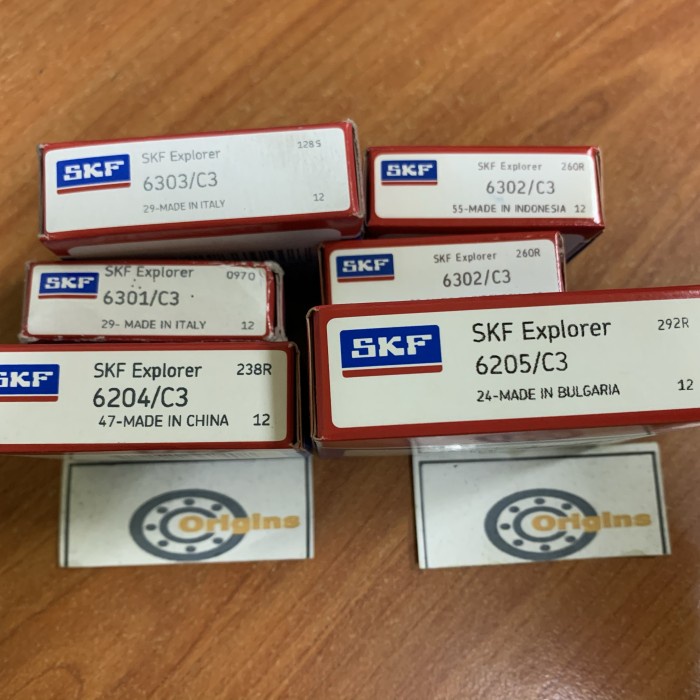 SKF
SKF Explorer 128S
6303/C3
29-MADE IN ITALY 12
SKF
SKF Explorer 260R
6302/C3
55-MADE IN INDONESIA 12
SKF
SKF Explorer 0970
6301/C3
29- MADE IN ITALY 12
SKF
SKF Explorer 260R
6302/C3
SKF
SKF Explorer 238R
6204/C3
47-MADE IN CHINA 12
SKF
SKF Explorer 292R
6205/C3
24-MADE IN BULGARIA 12
Origins
Origins